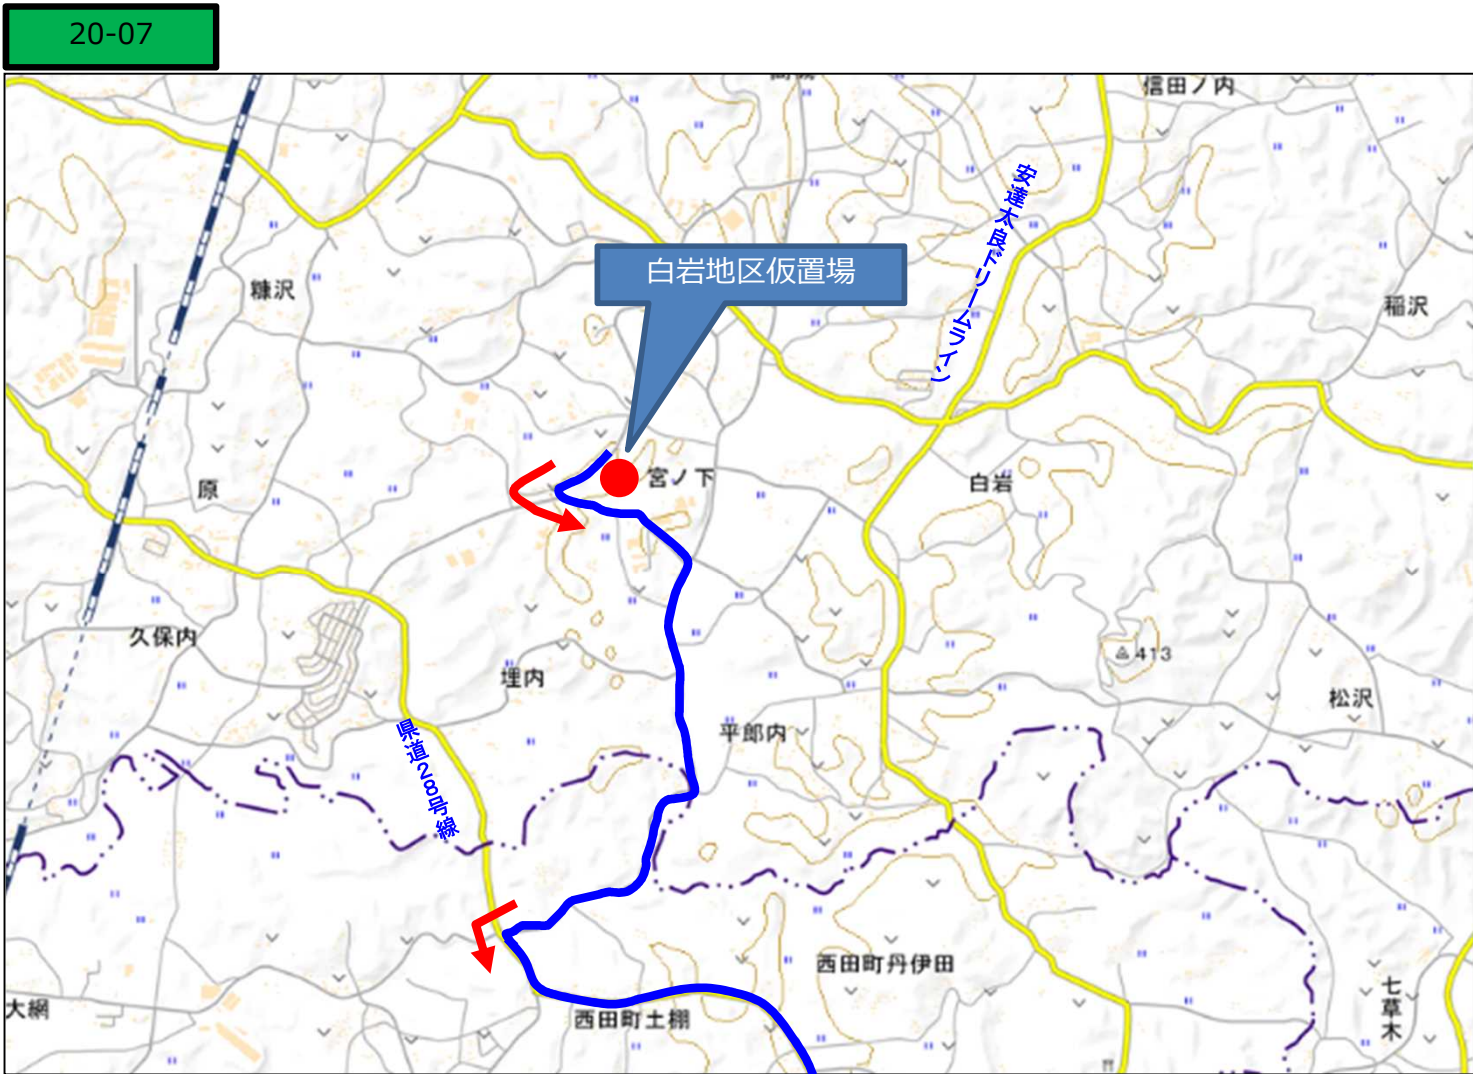 20-07
信田ノ内
安達太良ドリームライン)
白岩地区仮置場
糠沢
稲沢
宮ノ下
白岩
原
久保内
413
埋内
松沢
県道28号線
平郎内
西田町丹伊田
七草木
大網
西田町土棚